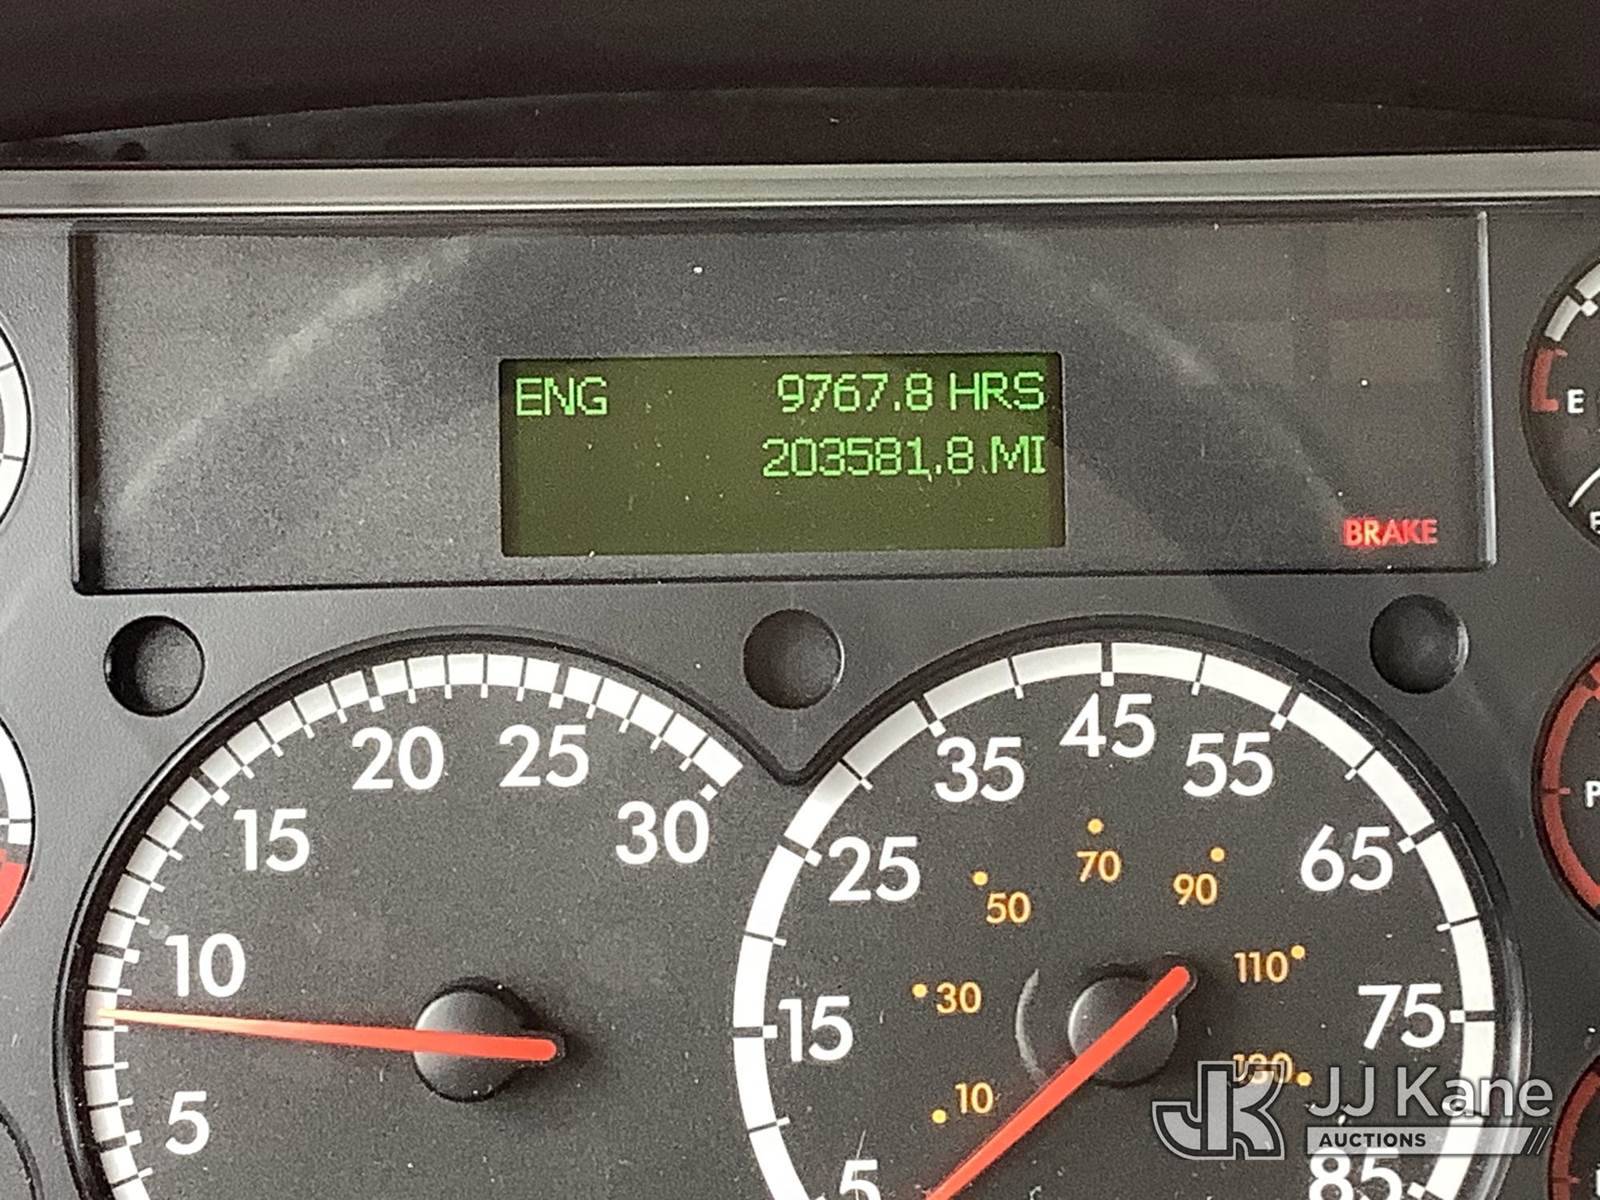 ENG 9767.8 HRS
203581.8 MI
BRAKE
E
5 10 15 20 25 30
5 15 25 35 45 55 65 75 85
10 30 50 70 90 110 130
JJ Kane
AUCTIONS